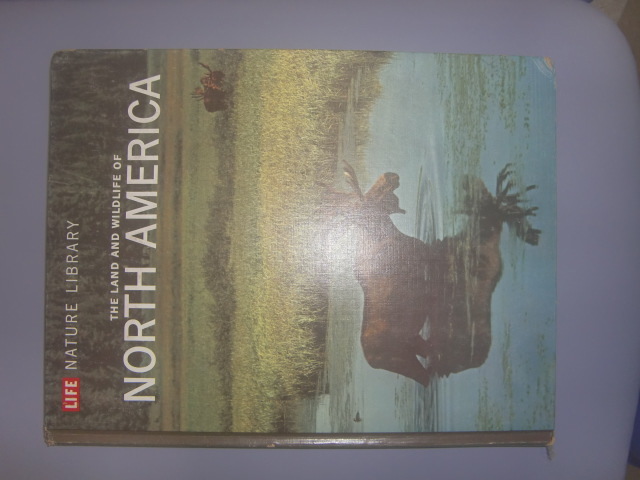 LIFE NATURE LIBRARY
THE LAND AND WILDLIFE OF
NORTH AMERICA